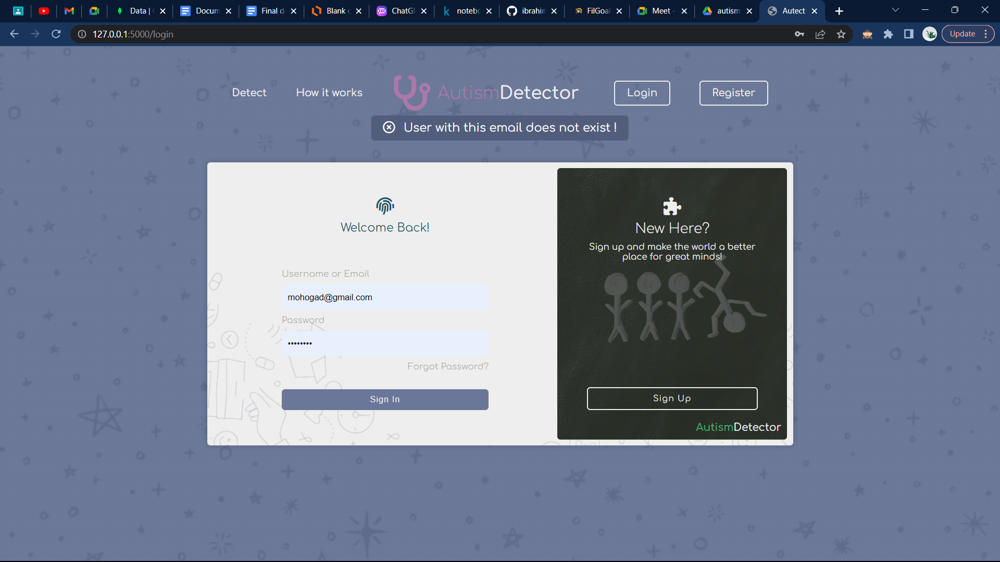 Data |
Docum
Final d
Blank
ChatG
noteb
ibrahim
FilGoal
Meet -
autism
Autect
127.0.0.1:5000/login
Update
Detect
How it works
AutismDetector
Login
Register
User with this email does not exist !
Welcome Back!
Username or Email
mohogad@gmail.com
Password
Forgot Password?
Sign In
New Here?
Sign up and make the world a better
place for great minds!
Sign Up
AutismDetector